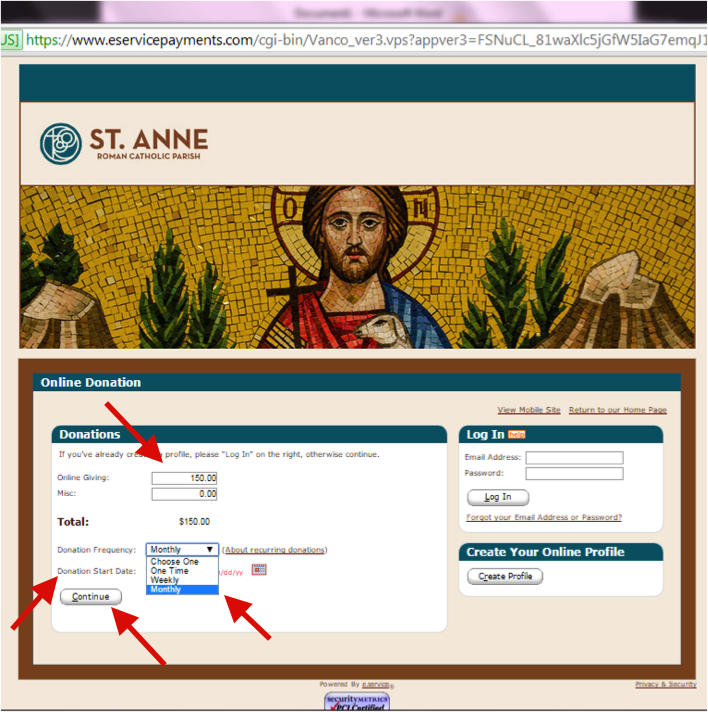 Document1 - Microsoft Word
US] https://www.eservicepayments.com/cgi-bin/Vanco_ver3.vps?appver3=FSNuCL_81waXlc5jGfW5IaG7emqJ1
ST. ANNE
ROMAN CATHOLIC PARISH
Online Donation
View Mobile Site Return to our Home Page
Donations
If you've already profile, please "Log In" on the right, otherwise continue.
Online Giving: 150.00
Misc: 0.00
Total: $150.00
Donation Frequency: Monthly (About recurring donations)
Choose One
One Time
Weekly
Monthly
Donation Start Date: /dd/yy
Continue
Log In help
Email Address:
Password:
Log In
Forgot your Email Address or Password?
Create Your Online Profile
Create Profile
Powered By e.service
Privacy & Security
SECURITYMETRICS
PCI Certified